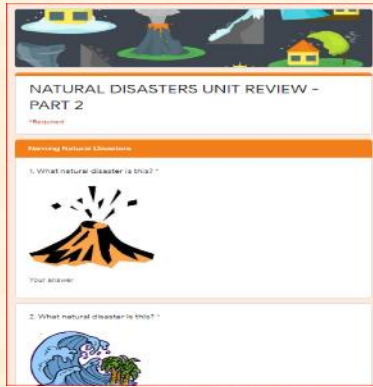 NATURAL DISASTERS UNIT REVIEW -
PART 2
*Required
Naming Natural Disasters
1. What natural disaster is this? *
Your answer
2. What natural disaster is this? *